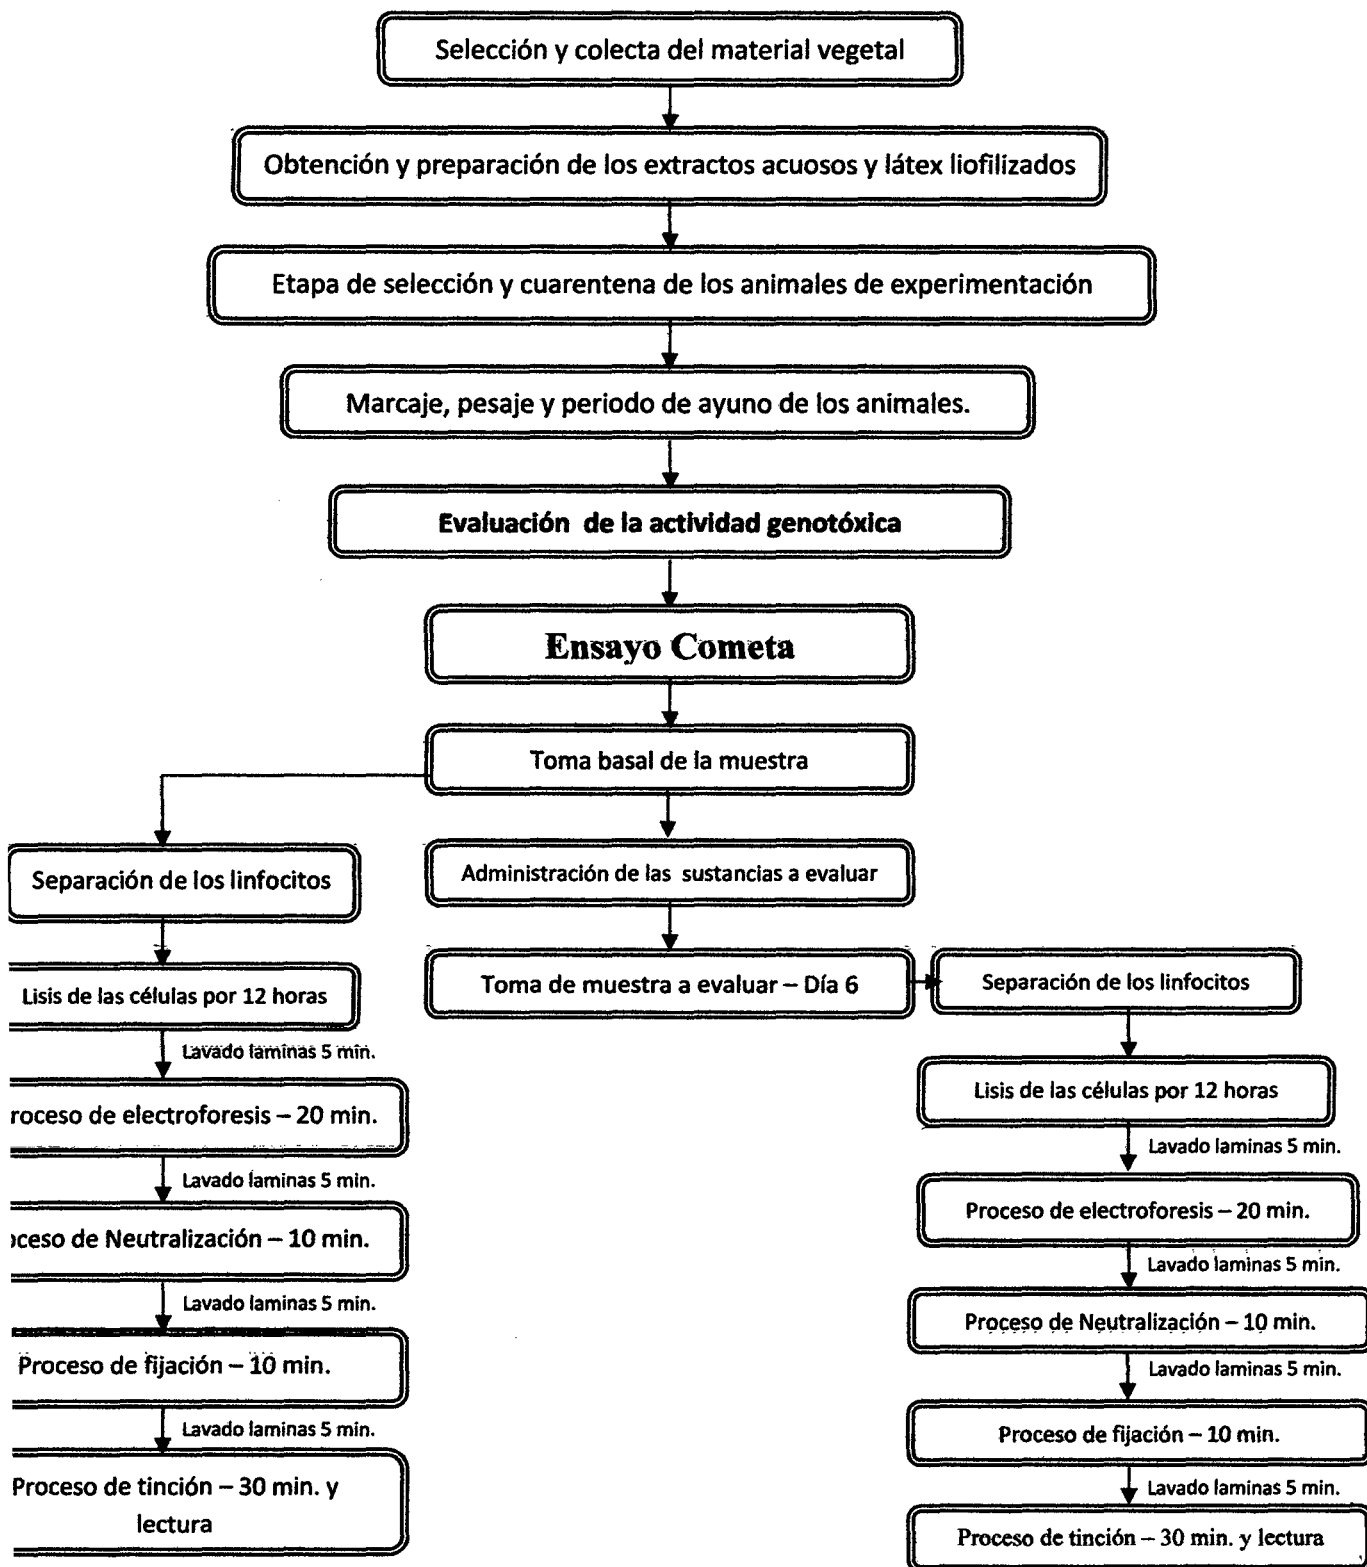 Selección y colecta del material vegetal
Obtención y preparación de los extractos acuosos y látex liofilizados
Etapa de selección y cuarentena de los animales de experimentación
Marcaje, pesaje y periodo de ayuno de los animales.
Evaluación de la actividad genotóxica
Ensayo Cometa
Toma basal de la muestra
Administración de las sustancias a evaluar
Toma de muestra a evaluar – Día 6
Separación de los linfocitos
Lisis de las células por 12 horas
Lavado laminas 5 min.
roceso de electroforesis – 20 min.
Lavado laminas 5 min.
oceso de Neutralización – 10 min.
Lavado laminas 5 min.
Proceso de fijación – 10 min.
Lavado laminas 5 min.
Proceso de tinción – 30 min. y
lectura
Separación de los linfocitos
Lisis de las células por 12 horas
Lavado laminas 5 min.
Proceso de electroforesis – 20 min.
Lavado laminas 5 min.
Proceso de Neutralización – 10 min.
Lavado laminas 5 min.
Proceso de fijación – 10 min.
Lavado laminas 5 min.
Proceso de tinción – 30 min. y lectura